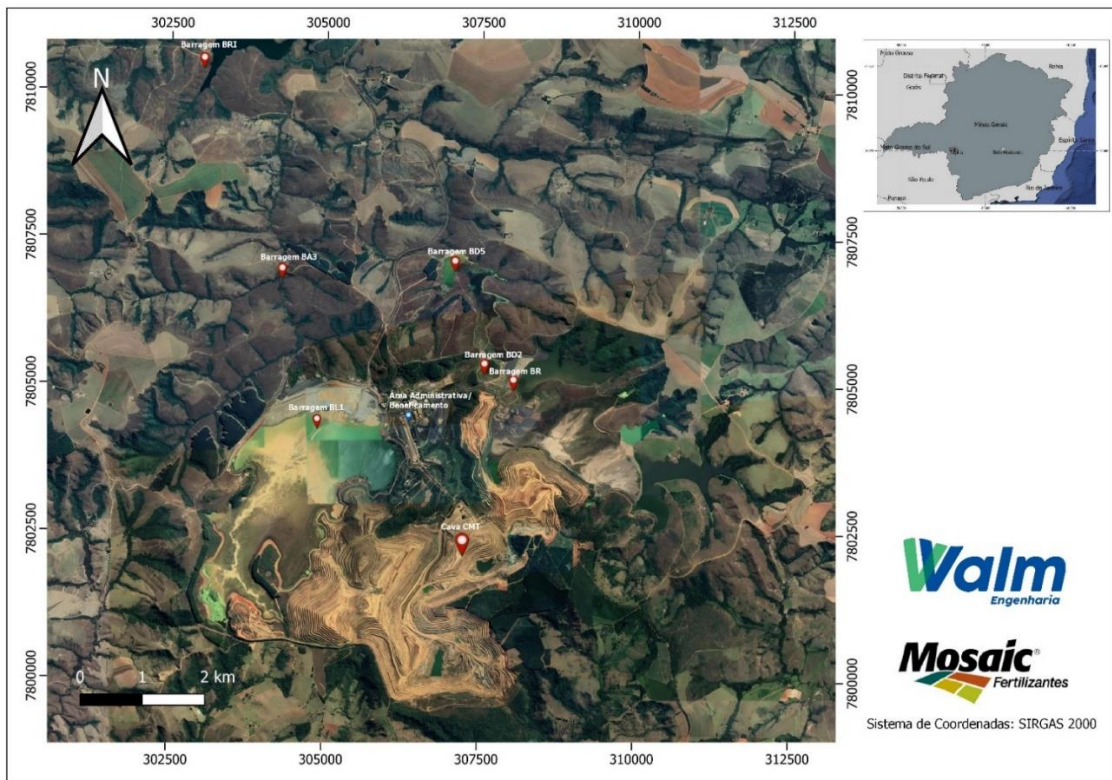 302500 305000 307500 310000 312500
Barragem BRI
7810000
7810000
N
7807500
7807500
Barragem BA3
Barragem BD5
7805000
7805000
Barragem BD2
Barragem BR
Área Administrativa/
Beneficamento
Barragem BL1
7802500
7802500
Cava CMT
7800000
7800000
0 1 2 km
302500 305000 307500 310000 312500
Bahia
Distrito Federal
Goiás
Minas Gerais
Mato Grosso do Sul
Espírito Santo
São Paulo
Rio de Janeiro
Paraná
Walm
Engenharia
Mosaic®
Fertilizantes
Sistema de Coordenadas: SIRGAS 2000